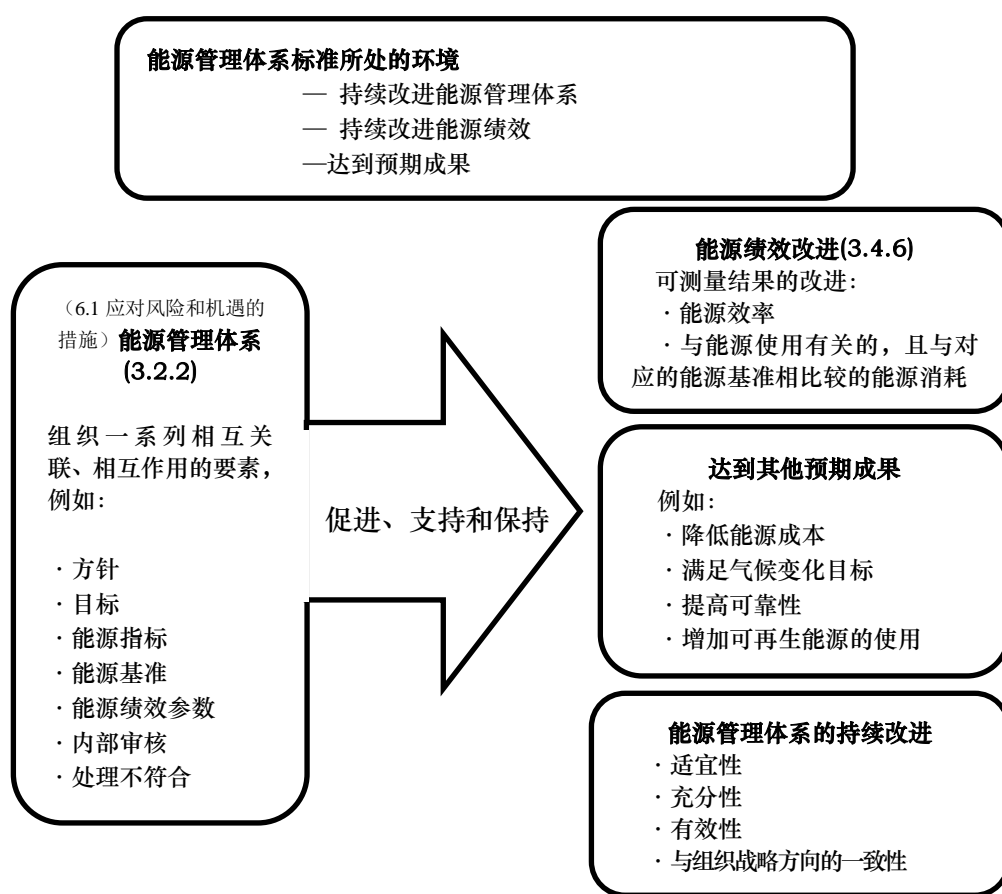 能源管理体系标准所处的环境
— 持续改进能源管理体系
— 持续改进能源绩效
—达到预期成果
（6.1 应对风险和机遇的
措施）能源管理体系
(3.2.2)
组织一系列相互关
联、相互作用的要素，
例如：
·方针
·目标
·能源指标
·能源基准
·能源绩效参数
·内部审核
·处理不符合
促进、支持和保持
能源绩效改进(3.4.6)
可测量结果的改进：
·能源效率
·与能源使用有关的，且与对
应的能源基准相比较的能源消耗
达到其他预期成果
例如：
·降低能源成本
·满足气候变化目标
·提高可靠性
·增加可再生能源的使用
能源管理体系的持续改进
·适宜性
·充分性
·有效性
·与组织战略方向的一致性